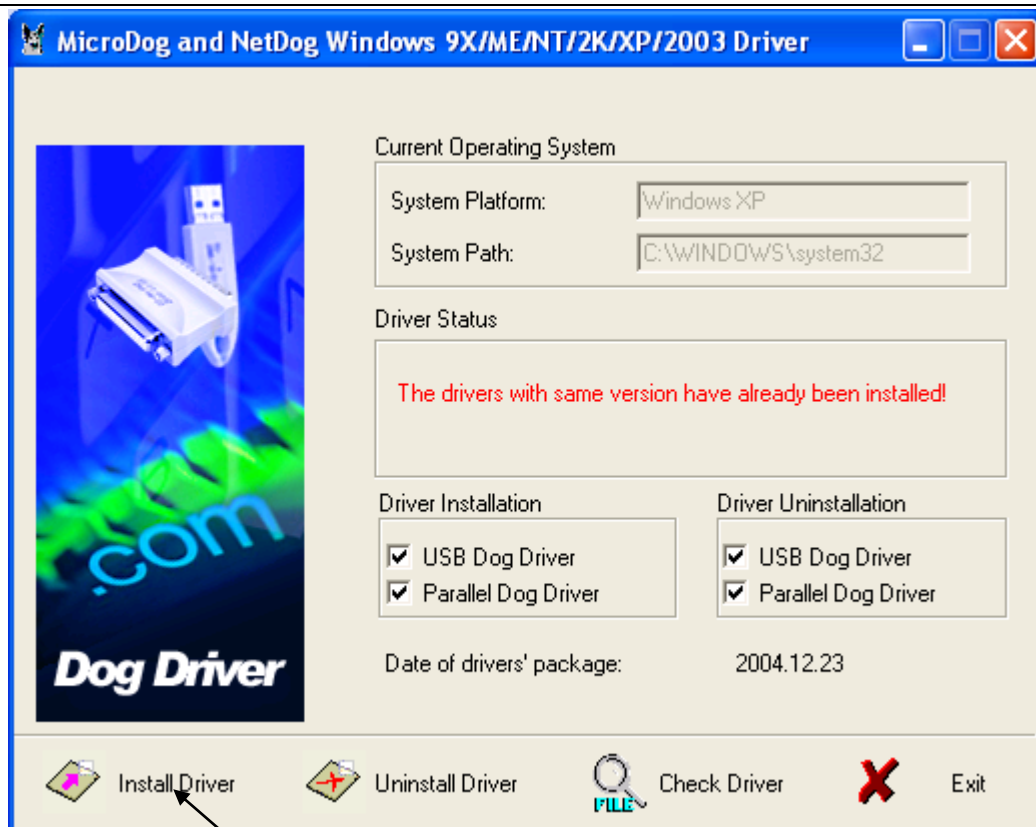 MicroDog and NetDog Windows 9X/ME/NT/2K/XP/2003 Driver
Current Operating System
System Platform:
Windows XP
System Path:
C:\WINDOWS\system32
Driver Status
The drivers with same version have already been installed!
Driver Installation
USB Dog Driver
Parallel Dog Driver
Driver Uninstallation
USB Dog Driver
Parallel Dog Driver
.com
Dog Driver
Date of drivers' package:
2004.12.23
Install Driver
Uninstall Driver
FILE
Check Driver
Exit